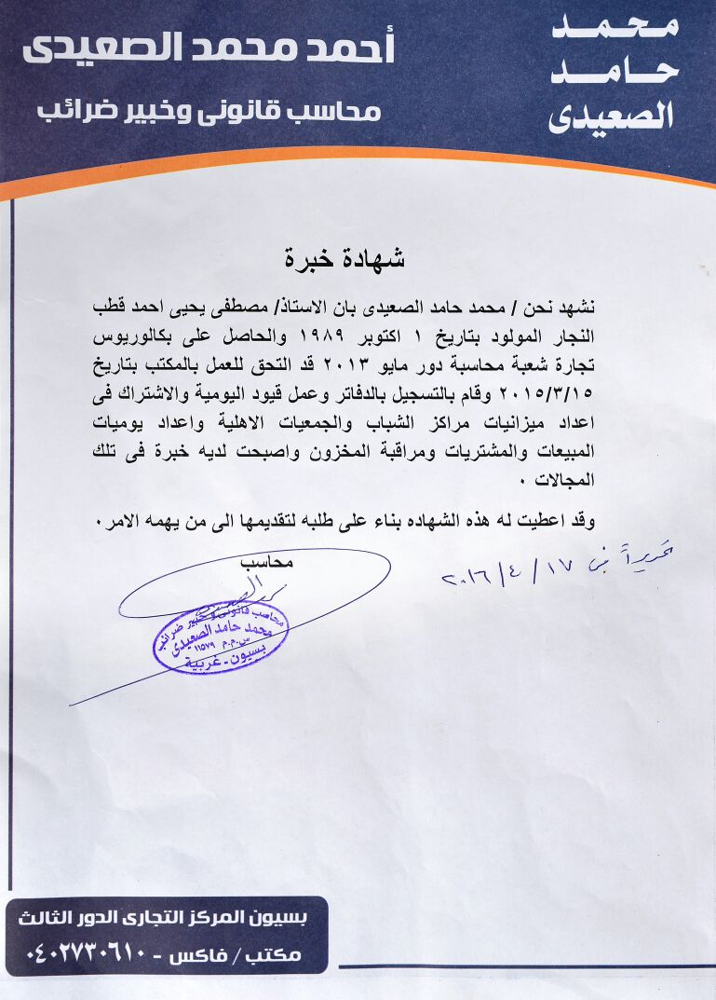 محمد
حامد
الصعيدى
أحمد محمد الصعيدى
محاسب قانونى وخبير ضرائب
شهادة خبرة
نشهد نحن / محمد حامد الصعيدى بان الاستاذ/ مصطفى يحيى احمد قطب
النجار المولود بتاريخ ١ اكتوبر ١٩٨٩ والحاصل على بكالوريوس
تجارة شعبة محاسبة دور مايو ٢٠١٣ قد التحق للعمل بالمكتب بتاريخ
٢٠١٥/٣/١٥ وقام بالتسجيل بالدفاتر وعمل قيود اليومية والاشتراك فى
اعداد ميزانيات مراكز الشباب والجمعيات الاهلية واعداد يوميات
المبيعات والمشتريات ومراقبة المخزون واصبحت لديه خبرة فى تلك
المجالات ٠
وقد اعطيت له هذه الشهاده بناء على طلبه لتقديمها الى من يهمه الامر٠
تحريراً فى ١٧ / ٤ / ٢٠١٦
محاسب
محاسب قانونى وخبير ضرائب
محمد حامد الصعيدى
س.م.م ١١٥٧٩
بسيون - غربية
بسيون المركز التجارى الدور الثالث
مكتب / فاكس - ٠٤٠٢٧٣٠٦١٠